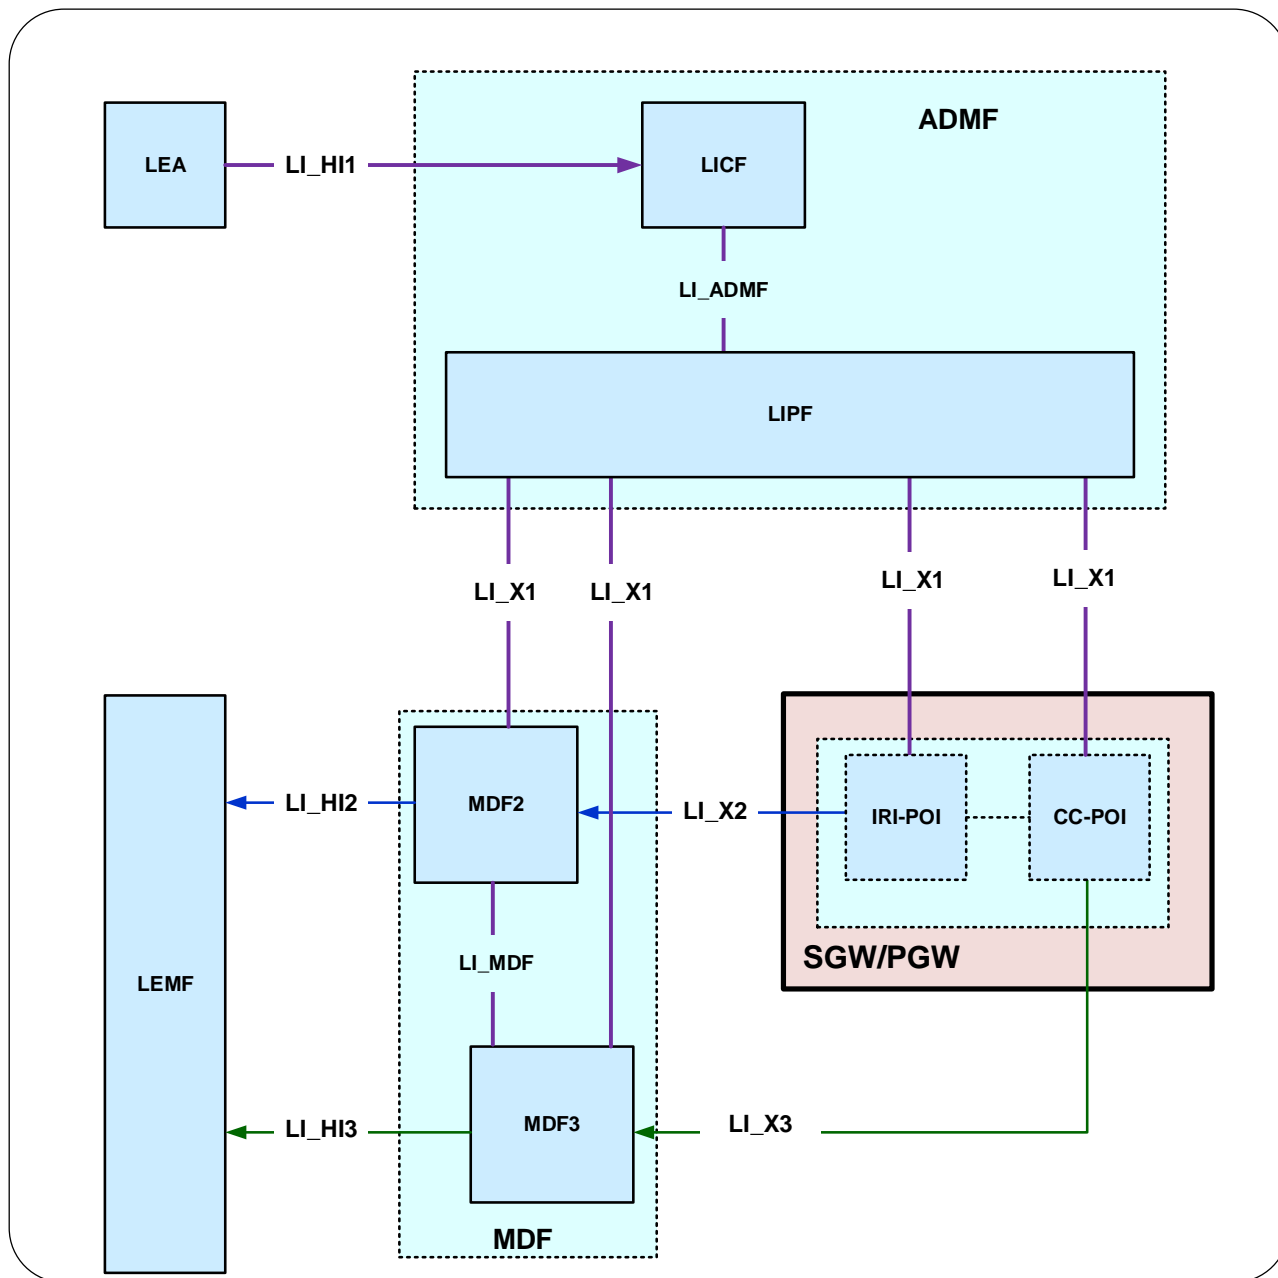 ADMF
LEA
LI_HI1
LICF
LI_ADMF
LIPF
LI_X1
LI_X1
LI_X1
LI_X1
LI_HI2
MDF2
LI_X2
IRI-POI
CC-POI
SGW/PGW
LI_MDF
LEMF
LI_HI3
MDF3
LI_X3
MDF